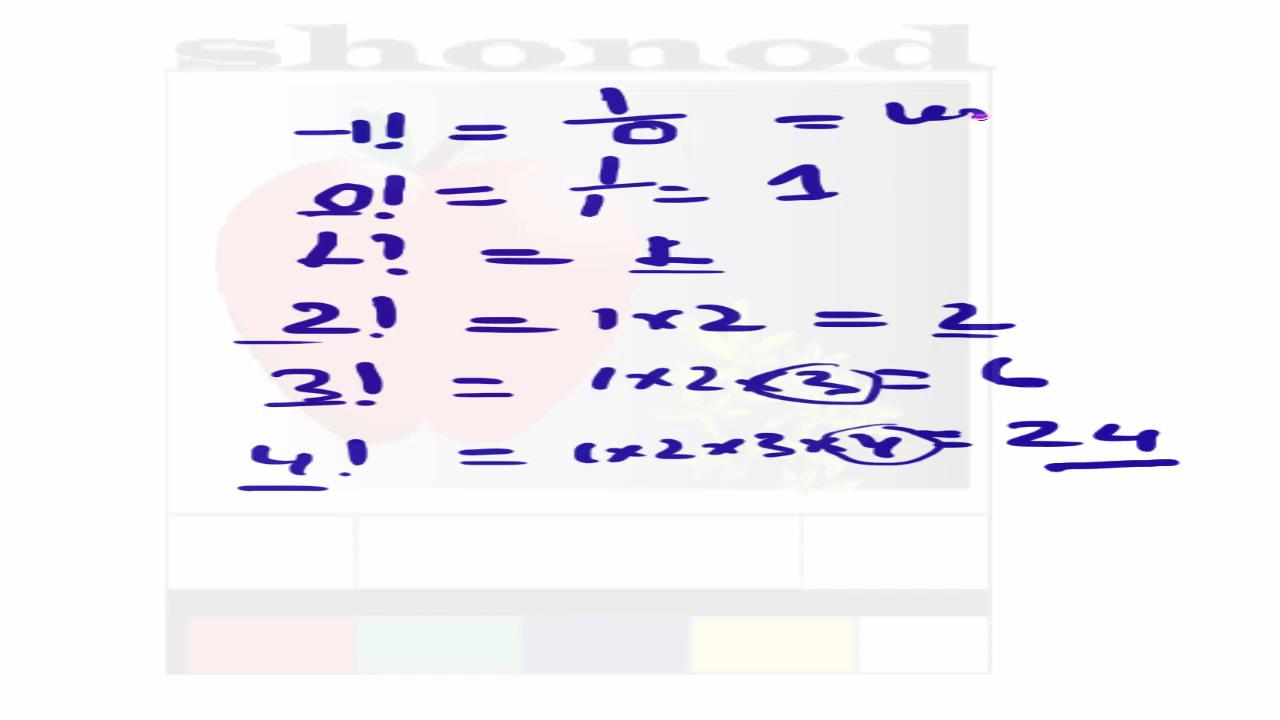 shonod
-1! = 1/0 =
0! = 1/1 = 1
1! = 1
2! = 1 x 2 = 2
3! = 1 x 2 x 3 = 6
4! = 1 x 2 x 3 x 4 = 24